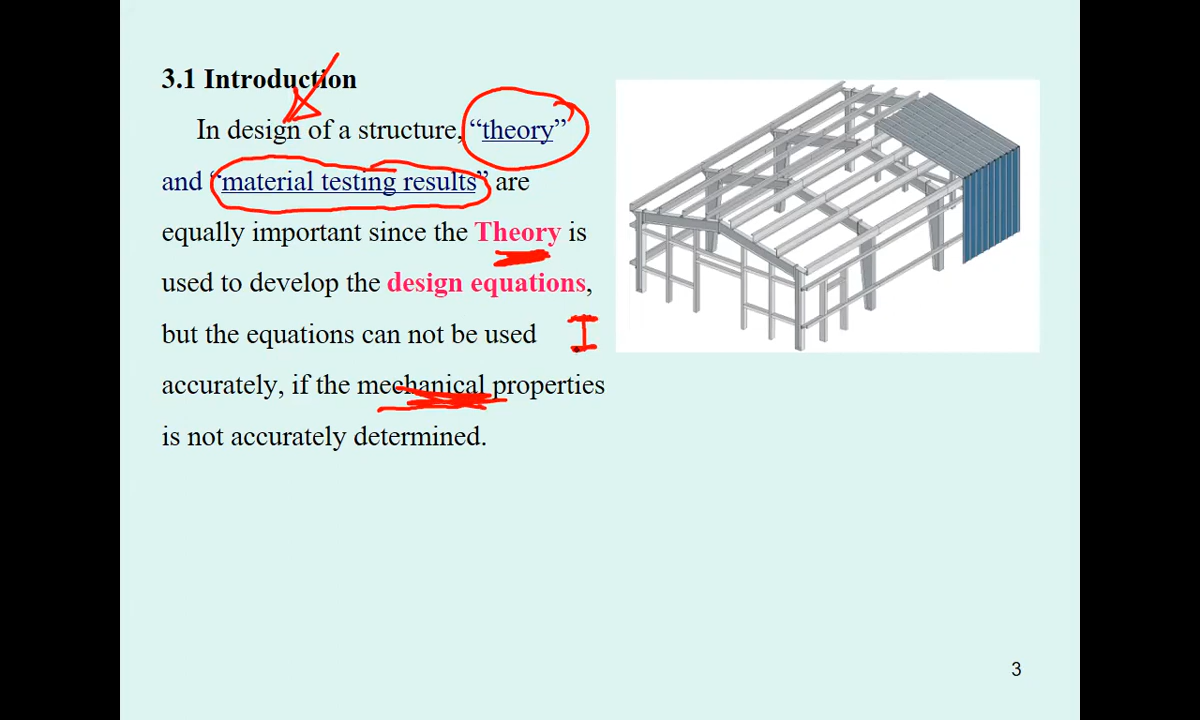 3.1 Introduction
In design of a structure, “theory”
and “material testing results” are
equally important since the Theory is
used to develop the design equations,
but the equations can not be used
accurately, if the mechanical properties
is not accurately determined.
3